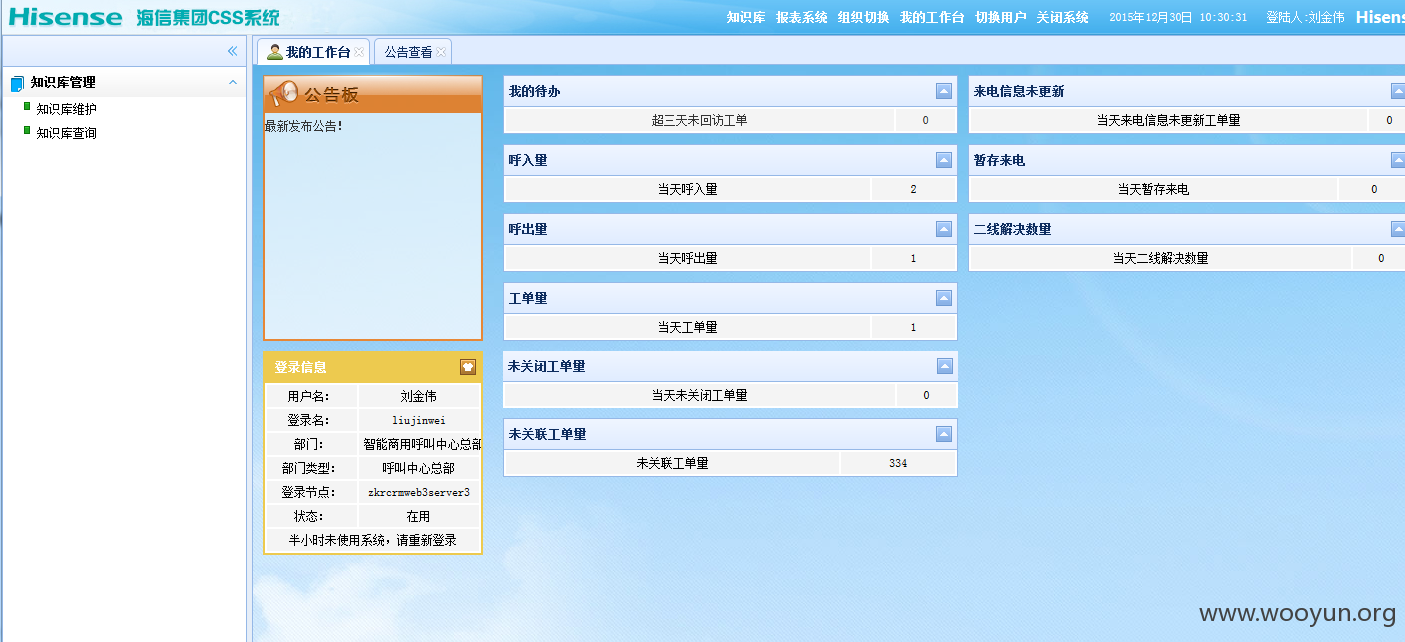 Hisense 海信集团CSS系统
知识库 报表系统 组织切换 我的工作台 切换用户 关闭系统 2015年12月30日 10:30:31 登陆人:刘金伟 Hisens
我的工作台 公告查看
知识库管理
知识库维护
知识库查询
公告板
最新发布公告!
登录信息
用户名: 刘金伟
登录名: liujinwei
部门: 智能商用呼叫中心总部
部门类型: 呼叫中心总部
登录节点: zkrcrmweb3server3
状态: 在用
半小时未使用系统，请重新登录
我的待办
超三天未回访工单 0
呼入量
当天呼入量 2
呼出量
当天呼出量 1
工单量
当天工单量 1
未关闭工单量
当天未关闭工单量 0
未关联工单量
未关联工单量 334
来电信息未更新
当天来电信息未更新工单量 0
暂存来电
当天暂存来电 0
二线解决数量
当天二线解决数量 0
www.wooyun.org